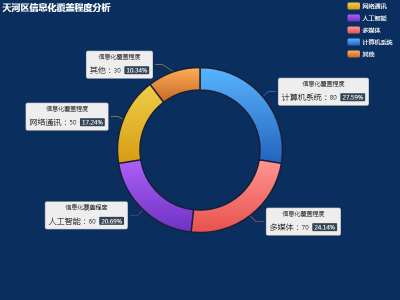 天河区信息化覆盖程度分析
网络通讯
人工智能
多媒体
计算机系统
其他
信息化覆盖程度
其他：30 10.34%
信息化覆盖程度
计算机系统：80 27.59%
信息化覆盖程度
网络通讯：50 17.24%
信息化覆盖程度
人工智能：60 20.69%
信息化覆盖程度
多媒体：70 24.14%